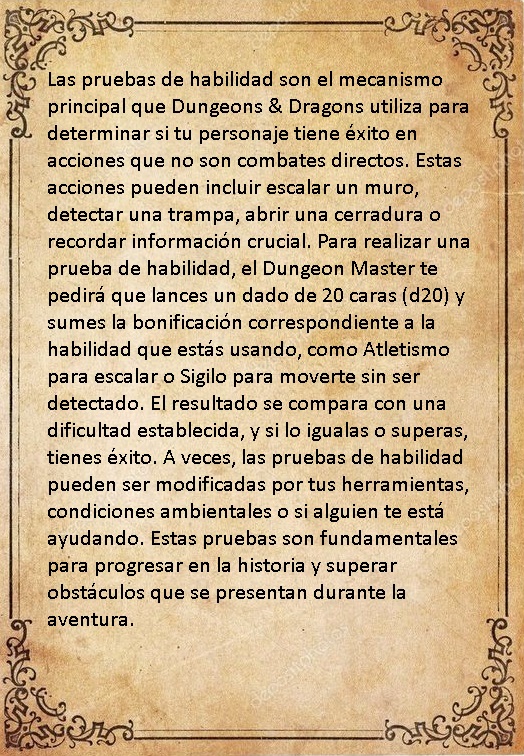 Las pruebas de habilidad son el mecanismo
principal que Dungeons & Dragons utiliza para
determinar si tu personaje tiene éxito en
acciones que no son combates directos. Estas
acciones pueden incluir escalar un muro,
detectar una trampa, abrir una cerradura o
recordar información crucial. Para realizar una
prueba de habilidad, el Dungeon Master te
pedirá que lances un dado de 20 caras (d20) y
sumes la bonificación correspondiente a la
habilidad que estás usando, como Atletismo
para escalar o Sigilo para moverte sin ser
detectado. El resultado se compara con una
dificultad establecida, y si lo igualas o superas,
tienes éxito. A veces, las pruebas de habilidad
pueden ser modificadas por tus herramientas,
condiciones ambientales o si alguien te está
ayudando. Estas pruebas son fundamentales
para progresar en la historia y superar
obstáculos que se presentan durante la
aventura.